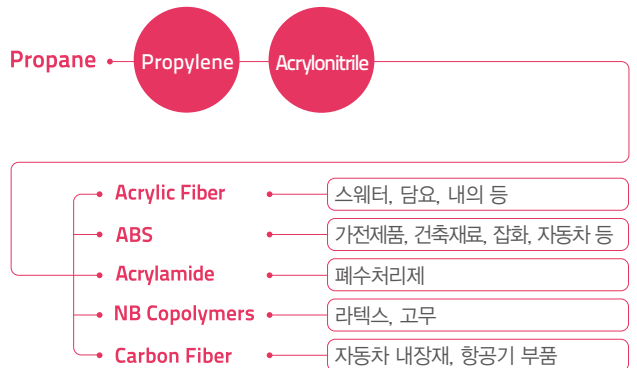 Propane Propylene Acrylonitrile
Acrylic Fiber 스웨터, 담요, 내의 등
ABS 가전제품, 건축재료, 잡화, 자동차 등
Acrylamide 폐수처리제
NB Copolymers 라텍스, 고무
Carbon Fiber 자동차 내장재, 항공기 부품